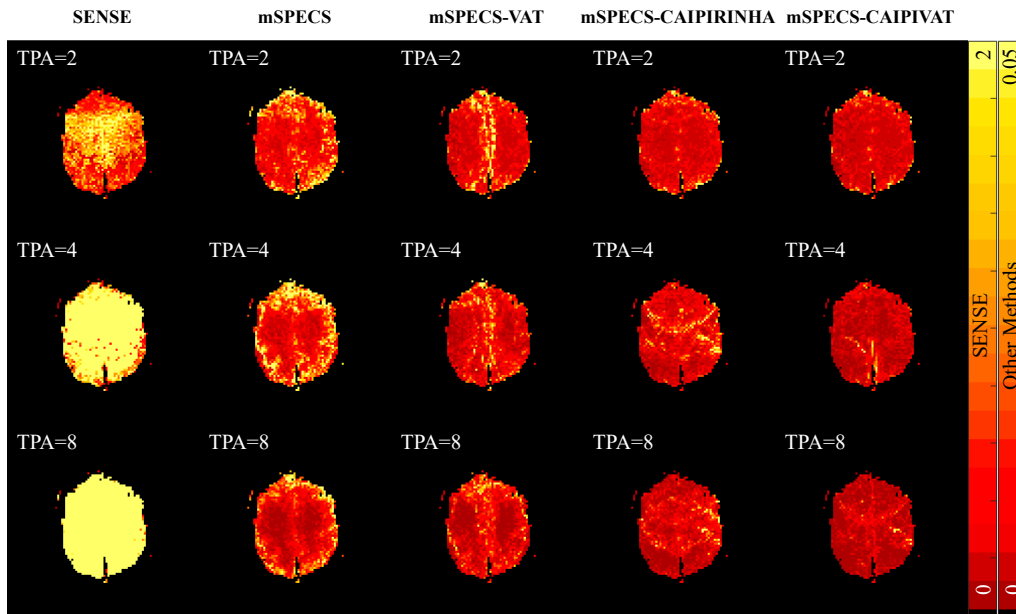 SENSE mSPECS mSPECS-VAT mSPECS-CAIPIRINHA mSPECS-CAIPIVAT
TPA=2 TPA=2 TPA=2 TPA=2 TPA=2
TPA=4 TPA=4 TPA=4 TPA=4 TPA=4
TPA=8 TPA=8 TPA=8 TPA=8 TPA=8
0 SENSE 2
0 Other Methods 0.05